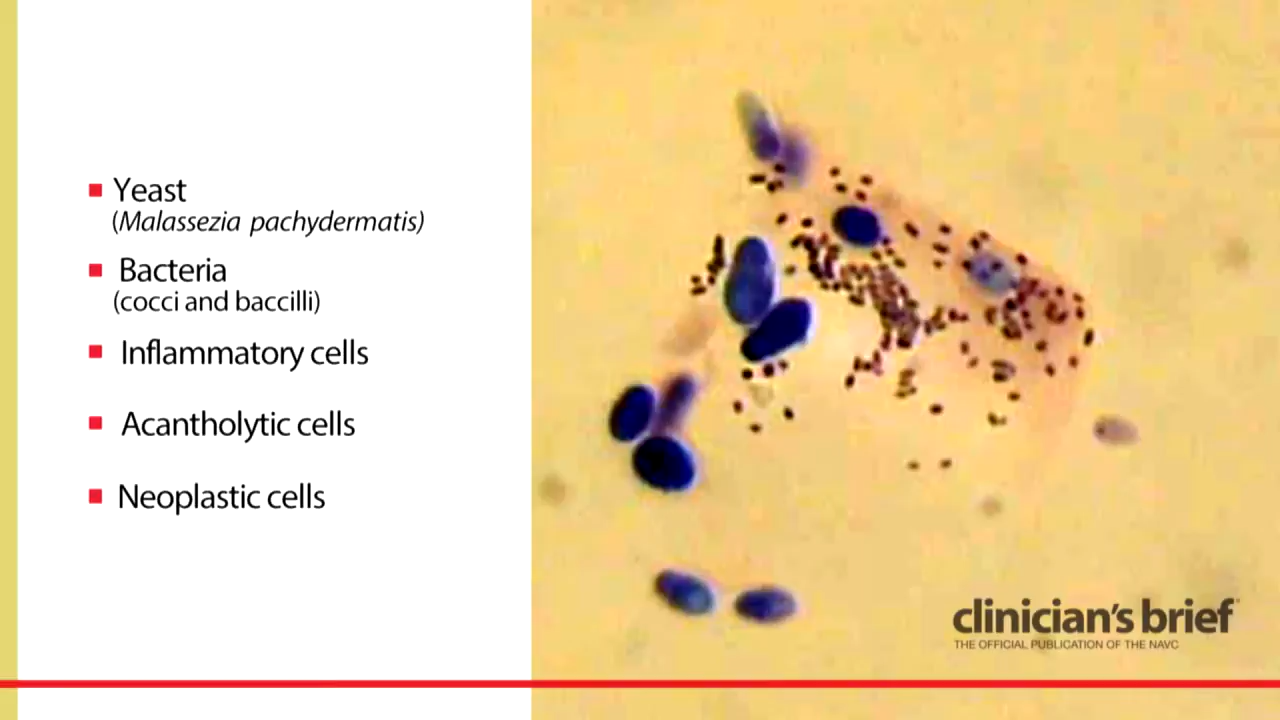 Yeast
(Malassezia pachydermatis)
Bacteria
(cocci and baccilli)
Inflammatory cells
Acantholytic cells
Neoplastic cells
clinician's brief
THE OFFICIAL PUBLICATION OF THE NAVC